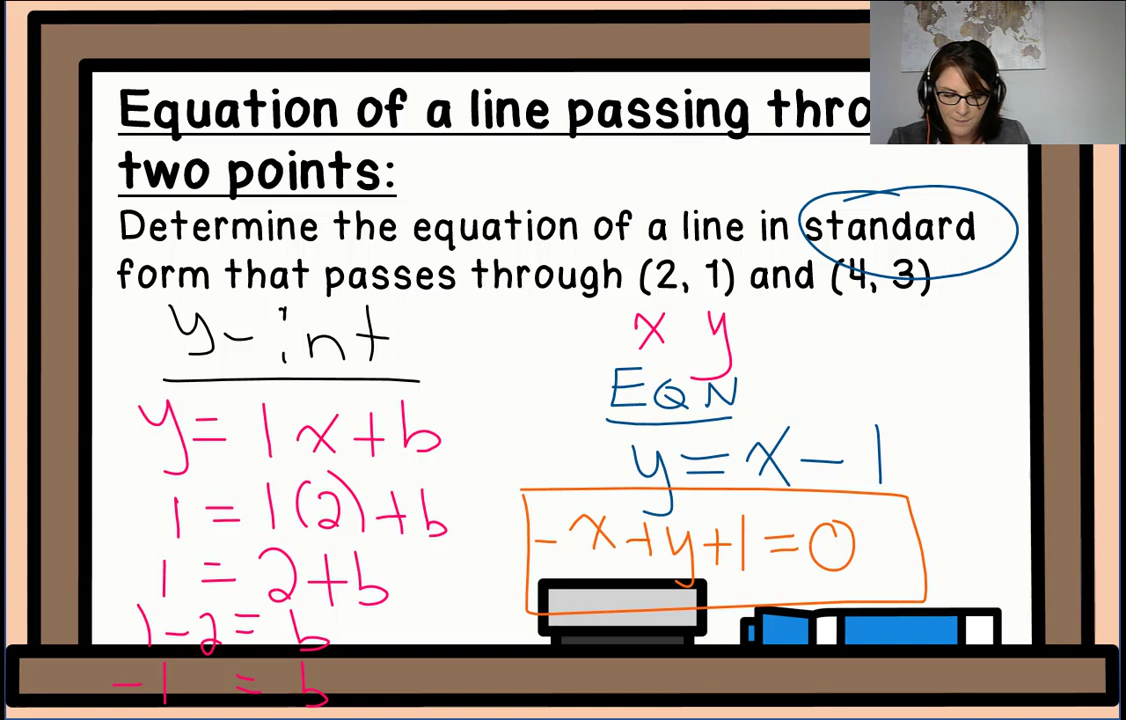 Equation of a line passing thro
two points:
Determine the equation of a line in standard
form that passes through (2, 1) and (4, 3)
y-int
y = 1x + b
1 = 1(2) + b
1 = 2 + b
1 - 2 = b
-1 = b
x y
EQN
y = x - 1
-x + y + 1 = 0